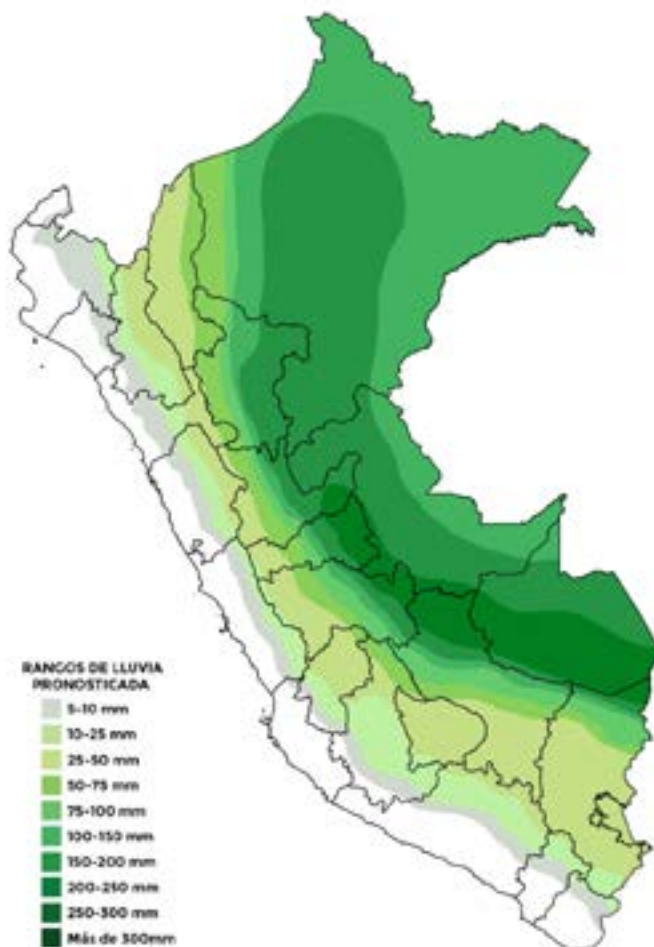 RANGOS DE LLUVIA
PRONOSTICADA
5-10 mm
10-25 mm
25-50 mm
50-75 mm
75-100 mm
100-150 mm
150-200 mm
200-250 mm
250-300 mm
Más de 300mm